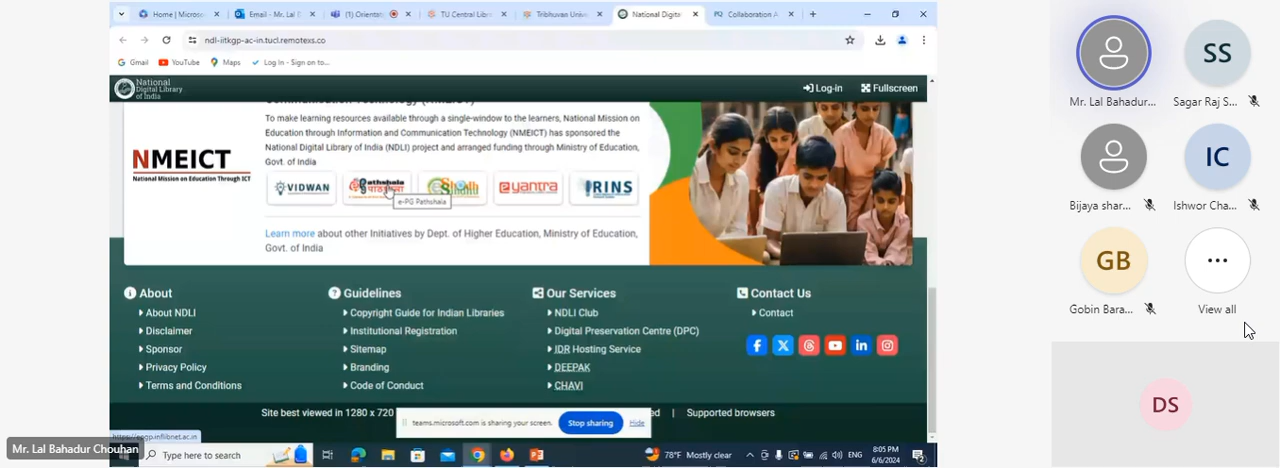 Home | Microso
Email - Mr. Lal B
(1) Orientat
TU Central Libr
Tribhuvan Univ
National Digita
Collaboration A
ndl-iitkgp-ac-in.tucl.remotexs.co
Gmail
YouTube
Maps
Log In - Sign on to...
National
Digital Library
of India
Log-in
Fullscreen
To make learning resources available through a single-window to the learners, National Mission on
Education through Information and Communication Technology (NMEICT) has sponsored the
National Digital Library of India (NDLI) project and arranged funding through Ministry of Education,
Govt. of India
NMEICT
National Mission on Education Through ICT
VIDWAN
e-PG Pathshala
eyantra
IRINS
Learn more about other Initiatives by Dept. of Higher Education, Ministry of Education,
Govt. of India
About
About NDLI
Disclaimer
Sponsor
Privacy Policy
Terms and Conditions
Guidelines
Copyright Guide for Indian Libraries
Institutional Registration
Sitemap
Branding
Code of Conduct
Our Services
NDLI Club
Digital Preservation Centre (DPC)
IDR Hosting Service
DEEPAK
CHAVI
Contact Us
Contact
Site best viewed in 1280 x 720
ed | Supported browsers
teams.microsoft.com is sharing your screen.
Stop sharing
Hide
https://epgp.inflibnet.ac.in
Mr. Lal Bahadur Chouhan
Type here to search
78°F Mostly clear
ENG
8:05 PM
6/6/2024
Mr. Lal Bahadur...
SS
Sagar Raj S...
Bijaya shar...
IC
Ishwor Cha...
GB
Gobin Bara...
View all
DS